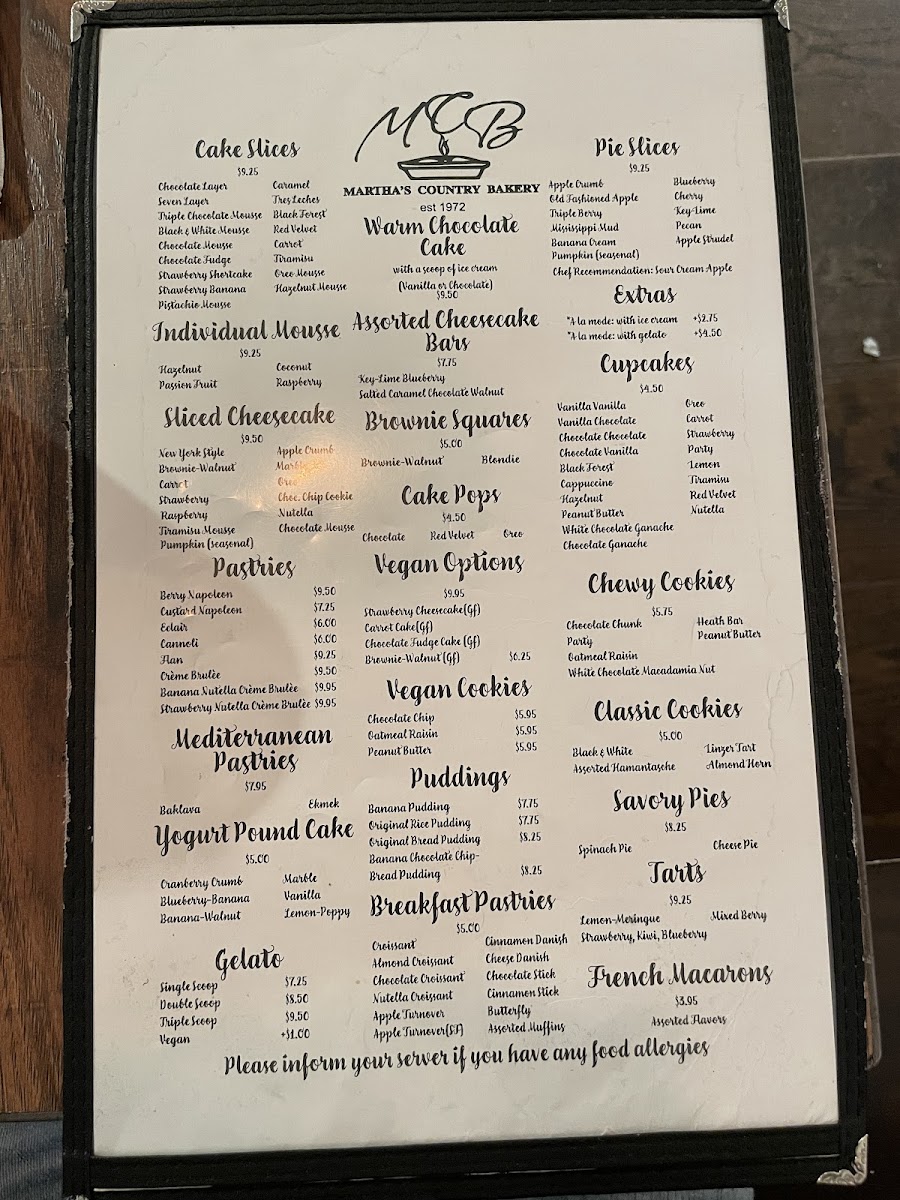 MCB
MARTHA'S COUNTRY BAKERY
est 1972
Cake Slices
$9.25
Chocolate Layer Caramel
Seven Layer Tres Leches
Triple Chocolate Mousse Black Forest
Black & White Mousse Red Velvet
Chocolate Mousse Carrot
Chocolate Fudge Tiramisu
Strawberry Shortcake Oreo Mousse
Strawberry Banana Hazelnut Mousse
Pistachio Mousse
Individual Mousse
$9.25
Hazelnut Coconut
Passion Fruit Raspberry
Sliced Cheesecake
$9.50
New York Style Apple Crumb
Brownie-Walnut Marble
Carrot Oreo
Strawberry Choc. Chip Cookie
Raspberry Nutella
Tiramisu Mousse Chocolate Mousse
Pumpkin (seasonal)
Pastries
Berry Napoleon $9.50
Custard Napoleon $7.25
Eclair $6.00
Cannoli $6.00
Flan $9.25
Crème Brulèe $9.50
Banana Nutella Crème Brulèe $9.95
Strawberry Nutella Crème Brulèe $9.95
Mediterranean
Pastries
$7.95
Baklava Ekmek
Yogurt Pound Cake
$5.00
Cranberry Crumb Marble
Blueberry-Banana Vanilla
Banana-Walnut Lemon-Poppy
Gelato
Single Scoop $7.25
Double Scoop $8.50
Triple Scoop $9.50
Vegan +$1.00
Warm Chocolate
Cake
with a scoop of ice cream
(Vanilla or Chocolate)
$9.50
Assorted Cheesecake
Bars
$7.75
Key-Lime Blueberry
Salted Caramel Chocolate Walnut
Brownie Squares
$5.00
Brownie-Walnut Blondie
Cake Pops
$4.50
Chocolate Red Velvet Oreo
Vegan Options
$9.95
Strawberry Cheesecake(Gf)
Carrot Cake(Gf)
Chocolate Fudge Cake (Gf)
Brownie-Walnut (Gf) $6.25
Vegan Cookies
Chocolate Chip $5.95
Oatmeal Raisin $5.95
Peanut Butter $5.95
Puddings
Banana Pudding $7.75
Original Rice Pudding $7.75
Original Bread Pudding $8.25
Banana Chocolate Chip-
Bread Pudding $8.25
Breakfast Pastries
$5.00
Croissant Cinnamon Danish
Almond Croissant Cheese Danish
Chocolate Croissant Chocolate Stick
Nutella Croissant Cinnamon Stick
Apple Turnover Butterfly
Apple Turnover(SF) Assorted Muffins
Pie Slices
$9.25
Apple Crumb Blueberry
Old Fashioned Apple Cherry
Triple Berry Key-Lime
Mississippi Mud Pecan
Banana Cream Apple Strudel
Pumpkin (seasonal)
Chef Recommendation: Sour Cream Apple
Extras
*A la mode: with ice cream +$2.75
*A la mode: with gelato +$4.50
Cupcakes
$4.50
Vanilla Vanilla Oreo
Vanilla Chocolate Carrot
Chocolate Chocolate Strawberry
Chocolate Vanilla Party
Black Forest Lemon
Cappuccino Tiramisu
Hazelnut Red Velvet
Peanut Butter Nutella
White Chocolate Ganache
Chocolate Ganache
Chewy Cookies
$5.75
Chocolate Chunk Heath Bar
Party Peanut Butter
Oatmeal Raisin
White Chocolate Macadamia Nut
Classic Cookies
$5.00
Black & White Linzer Tart
Assorted Hamantasche Almond Horn
Savory Pies
$8.25
Spinach Pie Cheese Pie
Tarts
$9.25
Lemon-Meringue Mixed Berry
Strawberry, Kiwi, Blueberry
French Macarons
$3.95
Assorted Flavors
Please inform your server if you have any food allergies